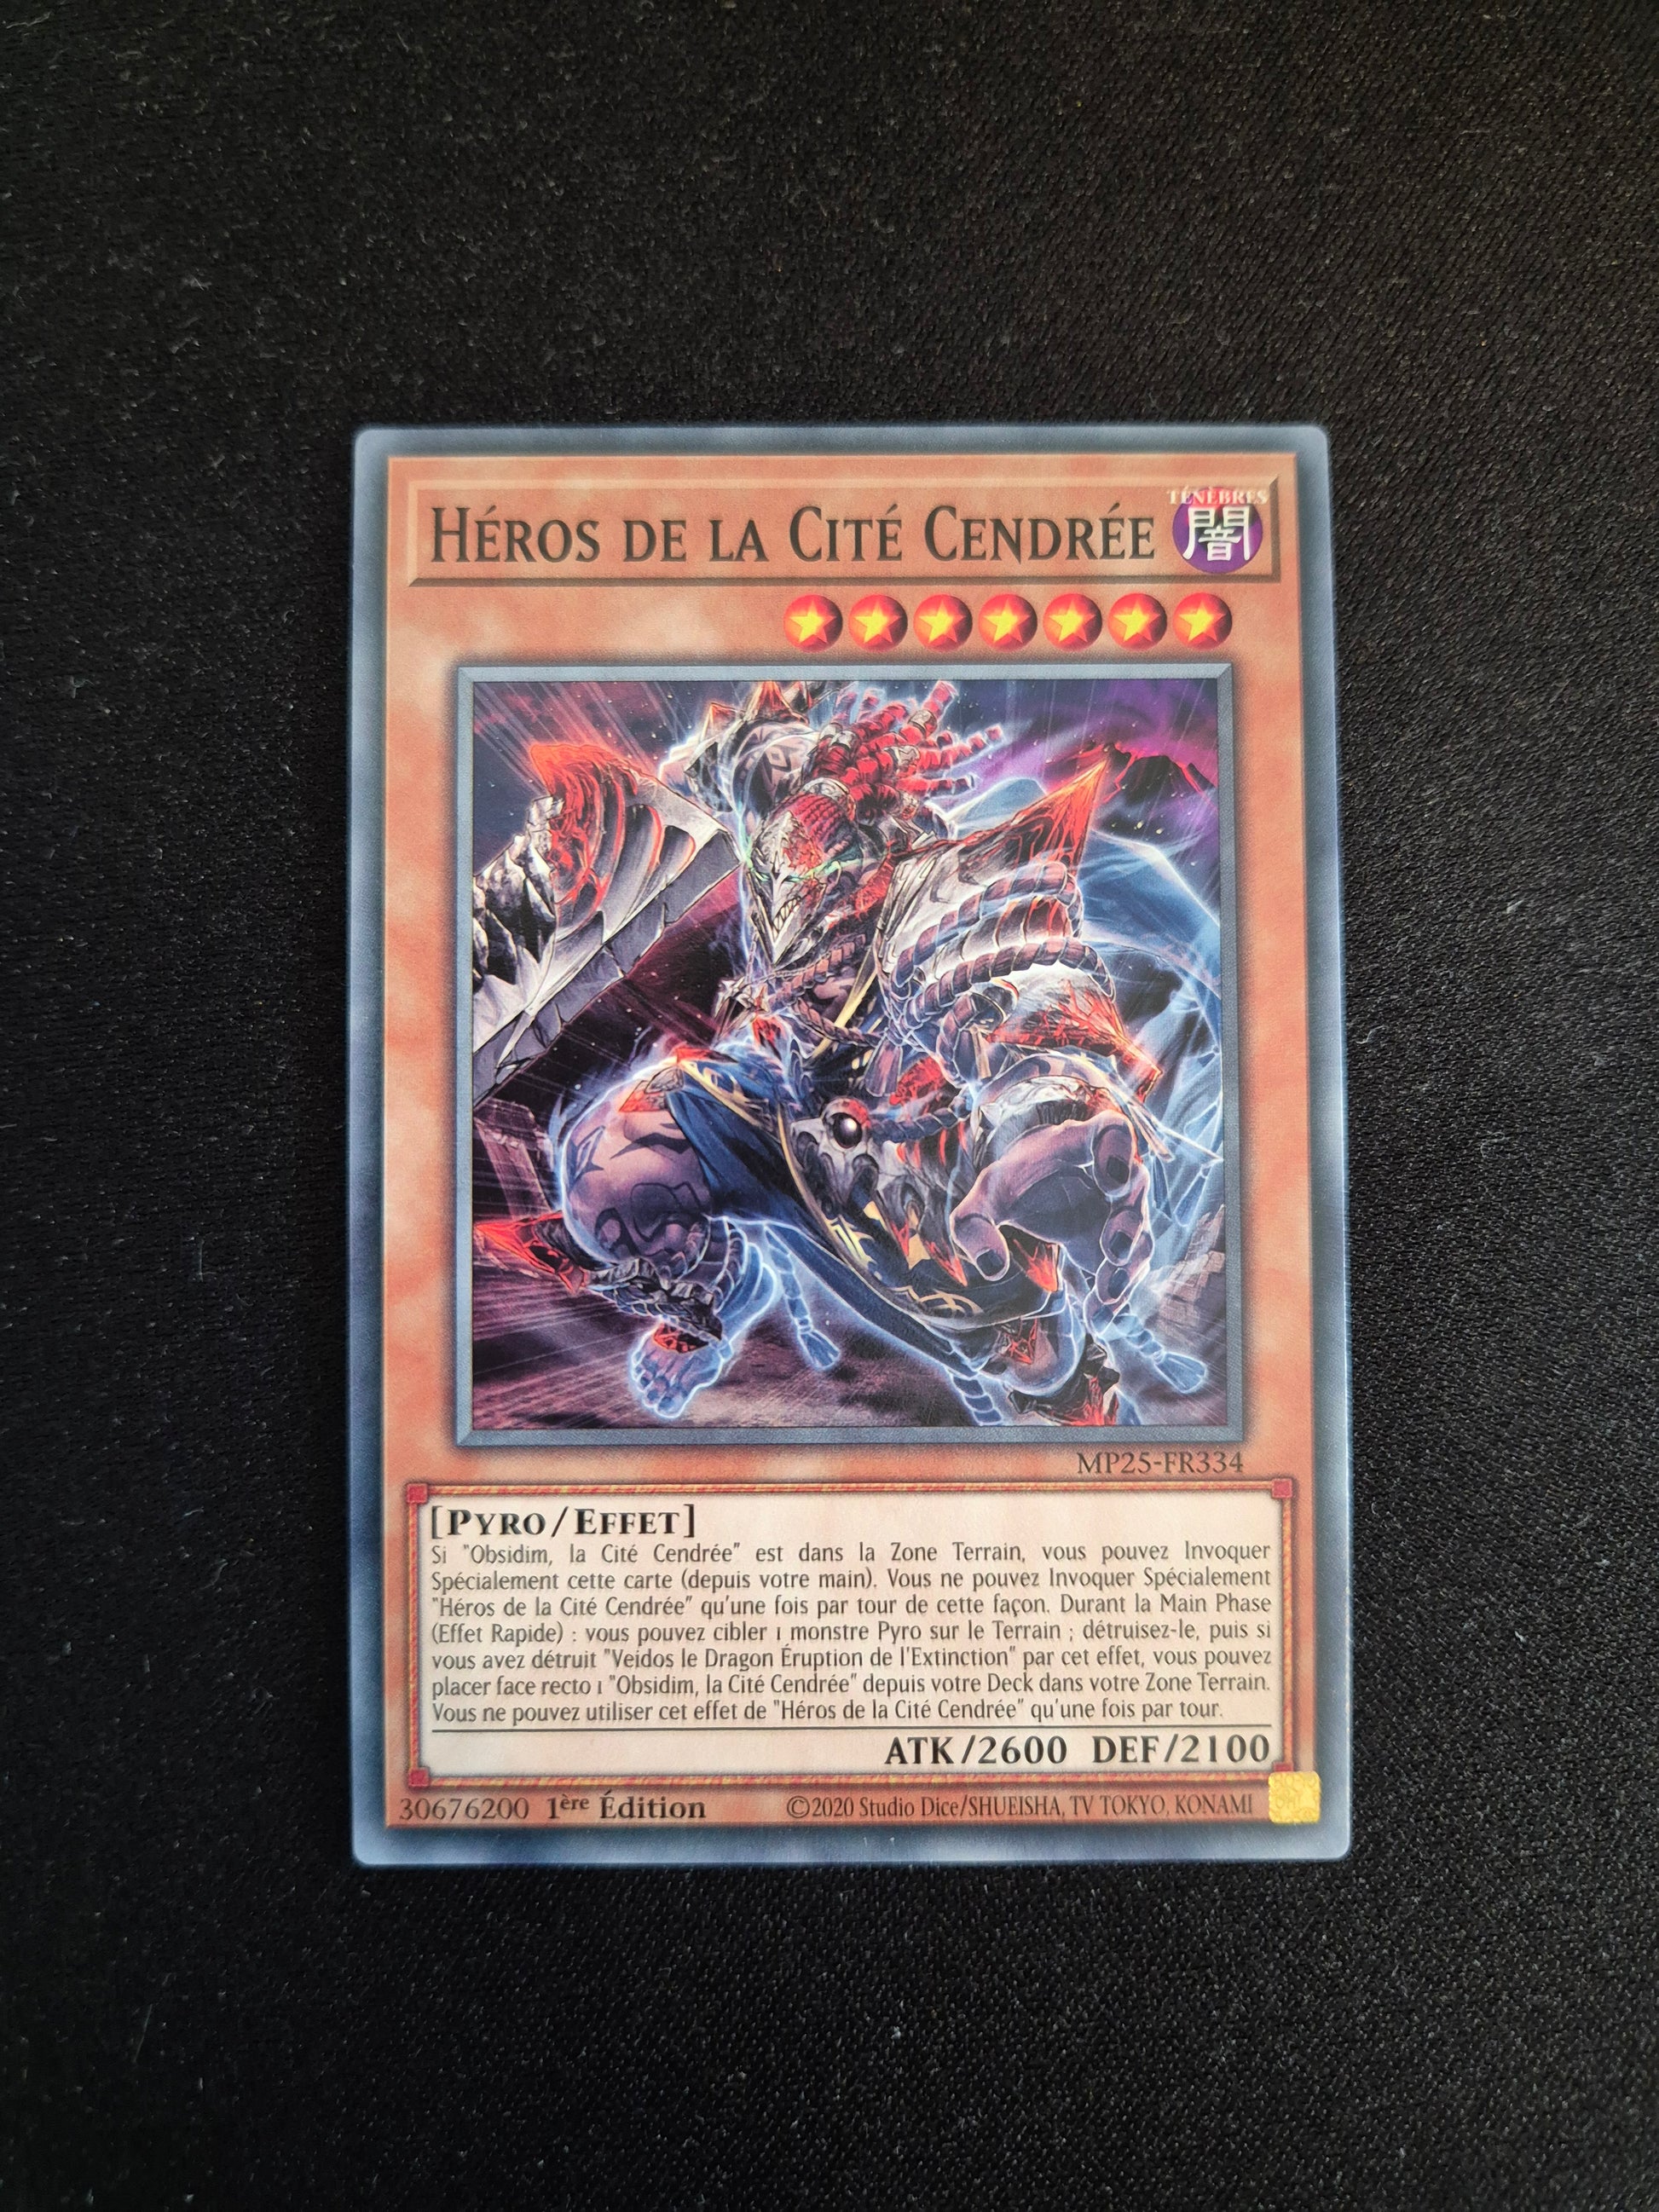 HÉROS DE LA CITÉ CENDRÉE
TÉNÈBRES
闇
MP25-FR334
[PYRO/EFFET]
Si "Obsidim, la Cité Cendrée" est dans la Zone Terrain, vous pouvez Invoquer
Spécialement cette carte (depuis votre main). Vous ne pouvez Invoquer Spécialement
"Héros de la Cité Cendrée" qu'une fois par tour de cette façon. Durant la Main Phase
(Effet Rapide) : vous pouvez cibler 1 monstre Pyro sur le Terrain ; détruisez-le, puis si
vous avez détruit "Veidos le Dragon Éruption de l'Extinction" par cet effet, vous pouvez
placer face recto 1 "Obsidim, la Cité Cendrée" depuis votre Deck dans votre Zone Terrain.
Vous ne pouvez utiliser cet effet de "Héros de la Cité Cendrée" qu'une fois par tour.
ATK/2600 DEF/2100
30676200 1ère Édition ©2020 Studio Dice/SHUEISHA, TV TOKYO, KONAMI